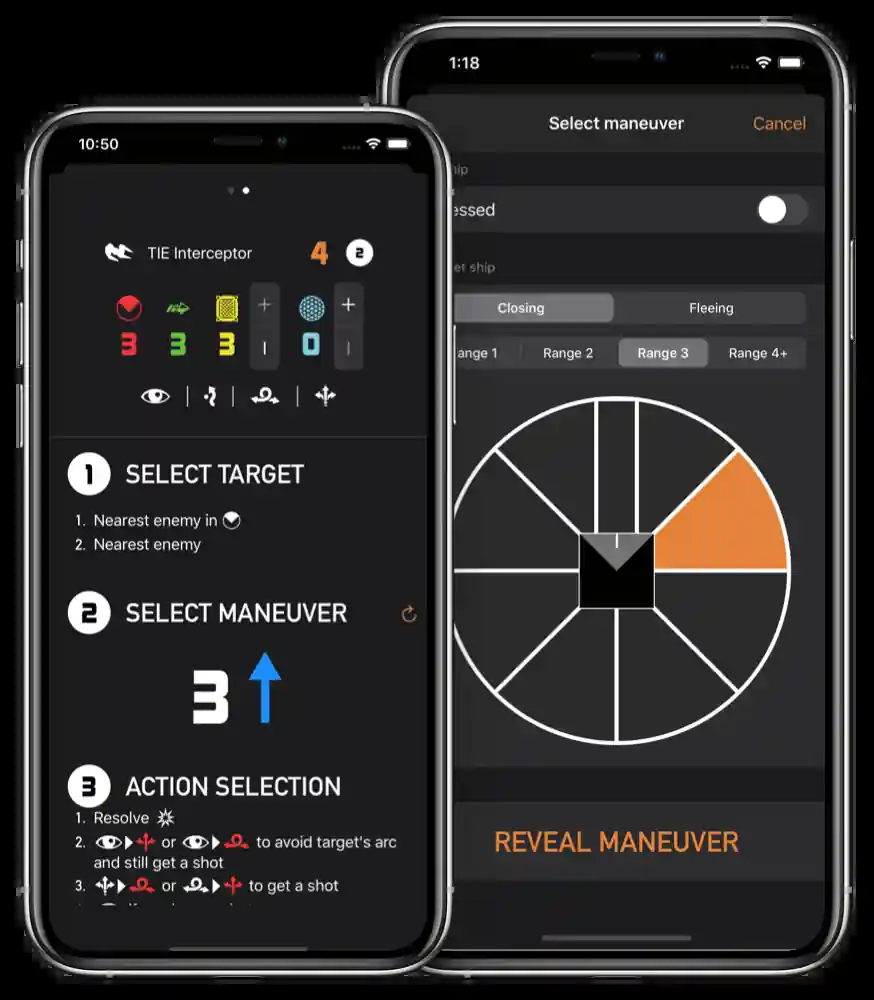 10:50
TIE Interceptor 4 2
3 3 3 0
1 SELECT TARGET
1. Nearest enemy in
2. Nearest enemy
2 SELECT MANEUVER
3
3 ACTION SELECTION
1. Resolve
2. or to avoid target's arc
and still get a shot
3. or to get a shot
1:18
Select maneuver Cancel
hip
essed
et ship
Closing Fleeing
ange 1 Range 2 Range 3 Range 4+
REVEAL MANEUVER